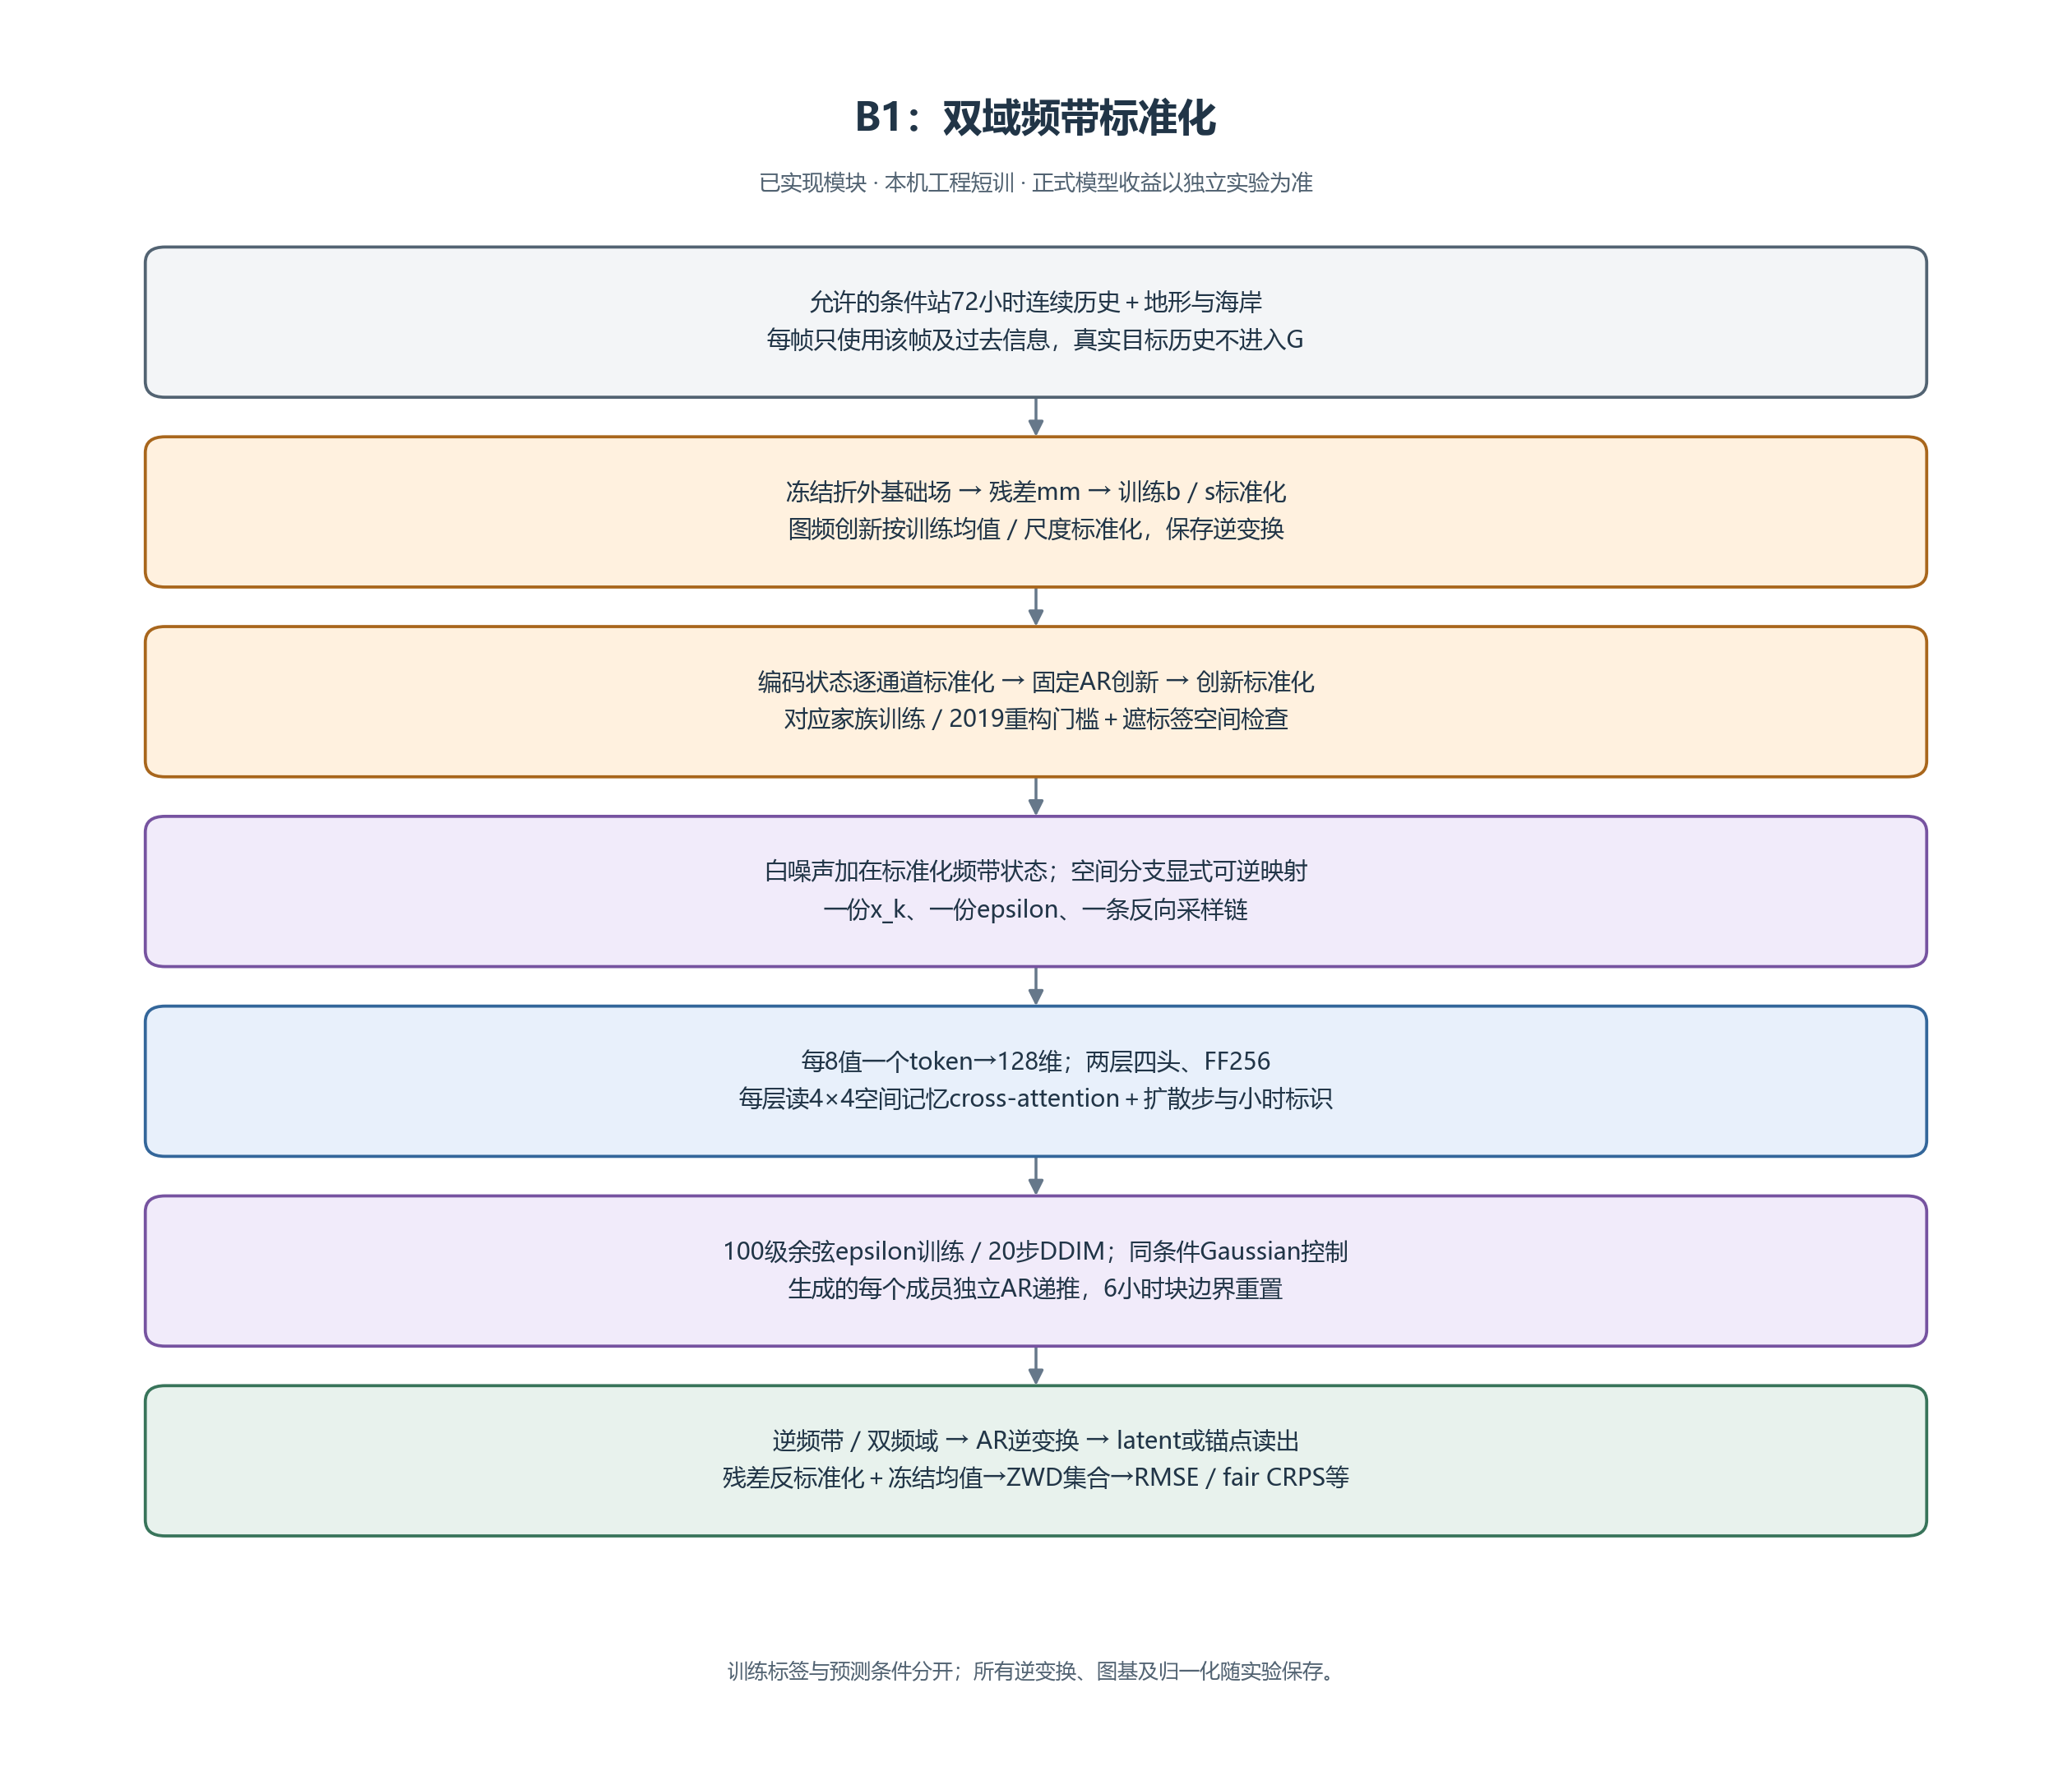 B1：双域频带标准化
已实现模块 · 本机工程短训 · 正式模型收益以独立实验为准
允许的条件站72小时连续历史＋地形与海岸
每帧只使用该帧及过去信息，真实目标历史不进入G
冻结折外基础场 → 残差mm → 训练b / s标准化
图频创新按训练均值 / 尺度标准化，保存逆变换
编码状态逐通道标准化 → 固定AR创新 → 创新标准化
对应家族训练 / 2019重构门槛＋遮标签空间检查
白噪声加在标准化频带状态；空间分支显式可逆映射
一份x_k、一份epsilon、一条反向采样链
每8值一个token→128维；两层四头、FF256
每层读4×4空间记忆cross-attention＋扩散步与小时标识
100级余弦epsilon训练 / 20步DDIM；同条件Gaussian控制
生成的每个成员独立AR递推，6小时块边界重置
逆频带 / 双频域 → AR逆变换 → latent或锚点读出
残差反标准化＋冻结均值→ZWD集合→RMSE / fair CRPS等
训练标签与预测条件分开；所有逆变换、图基及归一化随实验保存。